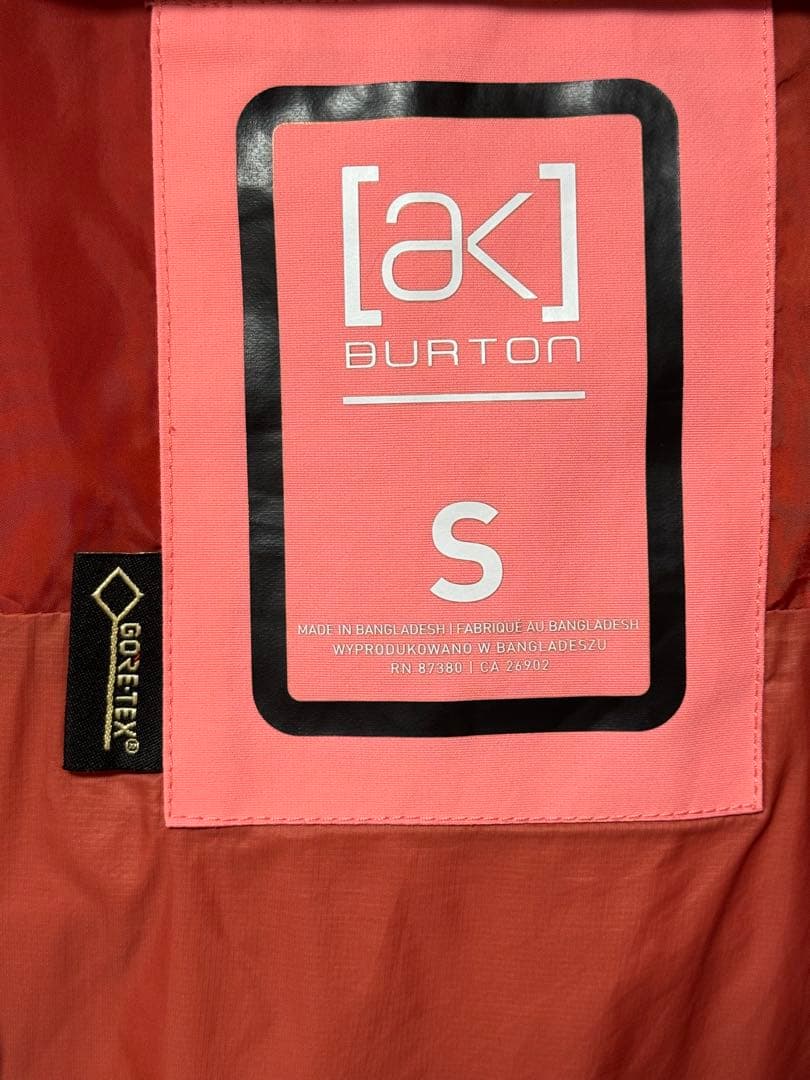 [ak]
BURTON
S
MADE IN BANGLADESH | FABRIQUÉ AU BANGLADESH
WYPRODUKOWANO W BANGLADESZU
RN 87380 | CA 26902
GORE-TEX®